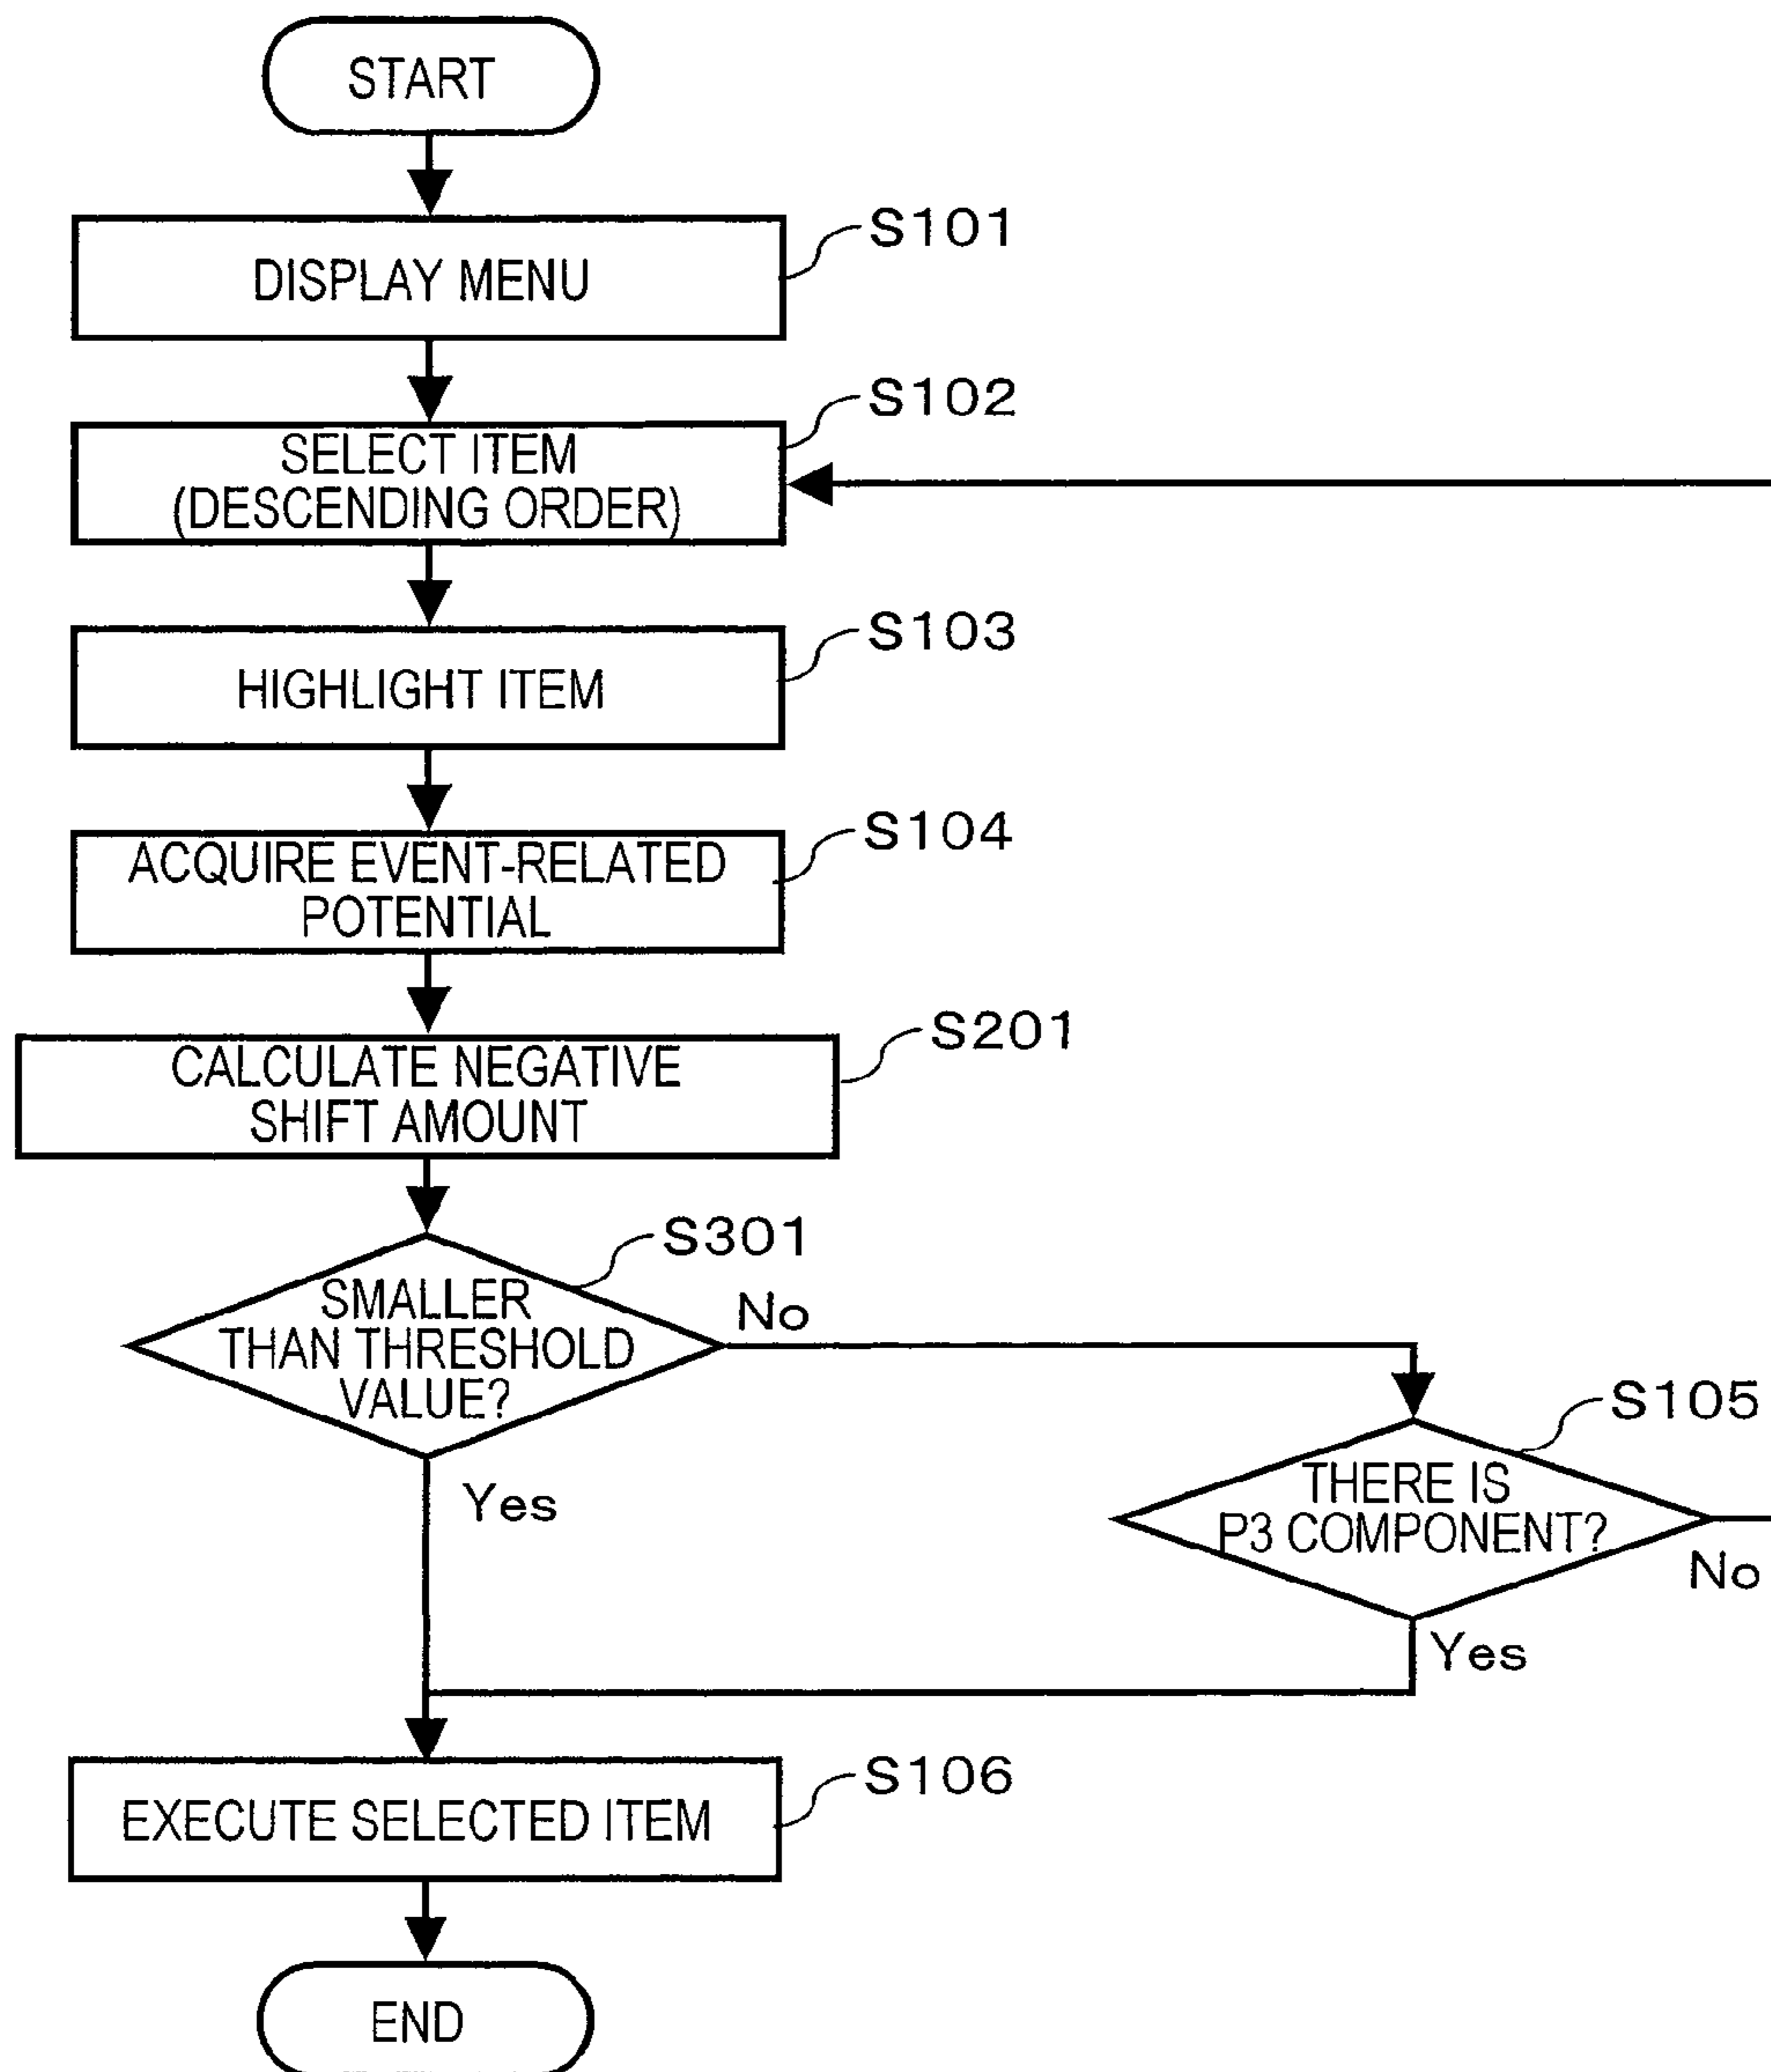 START
S101
DISPLAY MENU
S102
SELECT ITEM
(DESCENDING ORDER)
S103
HIGHLIGHT ITEM
S104
ACQUIRE EVENT-RELATED
POTENTIAL
S201
CALCULATE NEGATIVE
SHIFT AMOUNT
S301
SMALLER
THAN THRESHOLD
VALUE?
No
Yes
S105
THERE IS
P3 COMPONENT?
No
Yes
S106
EXECUTE SELECTED ITEM
END